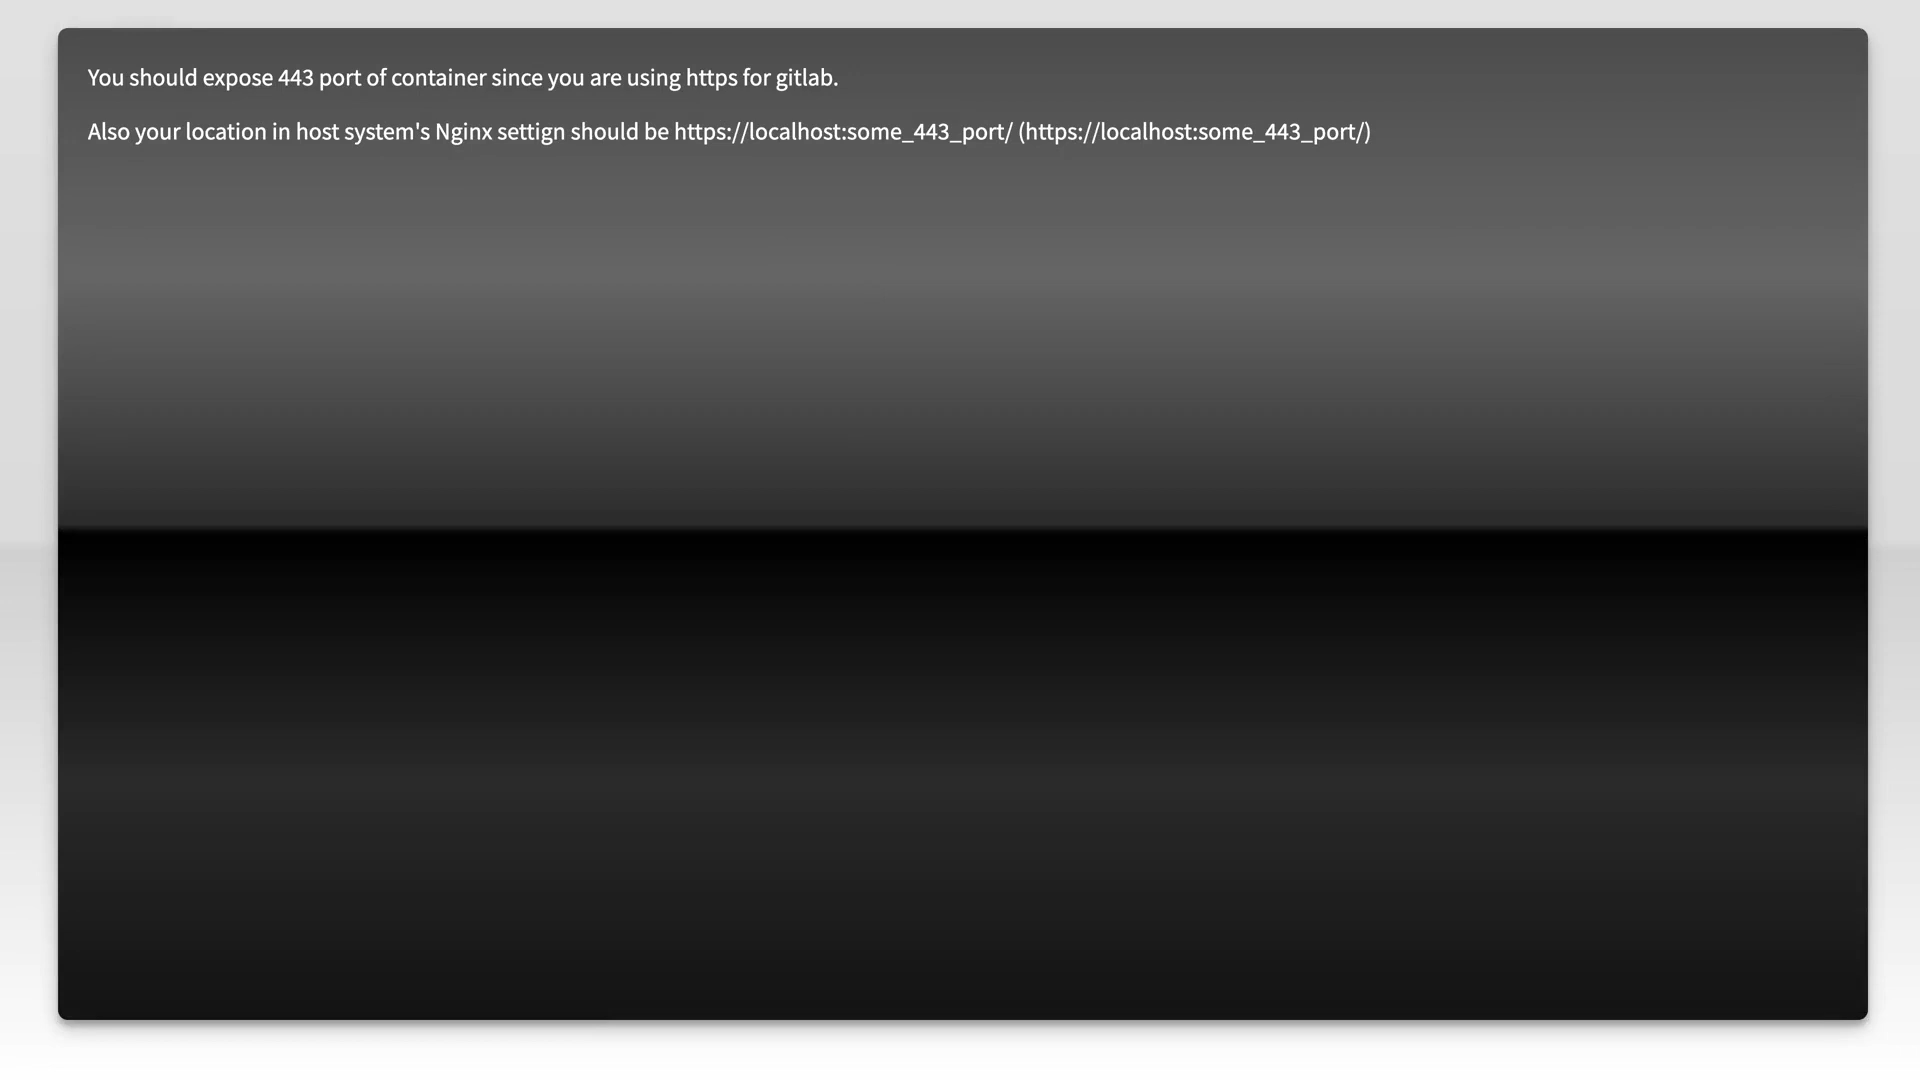 You should expose 443 port of container since you are using https for gitlab.
Also your location in host system's Nginx settign should be https://localhost:some_443_port/ (https://localhost:some_443_port/)